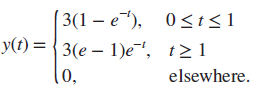 3(1 – e⁻ᵗ), 0 ≤ t ≤ 1
y(t) = { 3(e – 1)e⁻ᵗ, t ≥ 1
0, elsewhere.